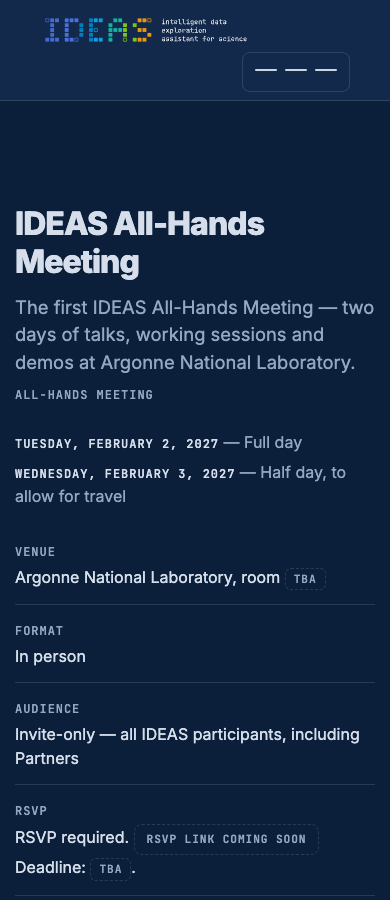 IDEAS
intelligent data
exploration
assistant for science
IDEAS All-Hands
Meeting
The first IDEAS All-Hands Meeting — two
days of talks, working sessions and
demos at Argonne National Laboratory.
ALL-HANDS MEETING
TUESDAY, FEBRUARY 2, 2027 — Full day
WEDNESDAY, FEBRUARY 3, 2027 — Half day, to
allow for travel
VENUE
Argonne National Laboratory, room TBA
FORMAT
In person
AUDIENCE
Invite-only — all IDEAS participants, including
Partners
RSVP
RSVP required. RSVP LINK COMING SOON
Deadline: TBA.